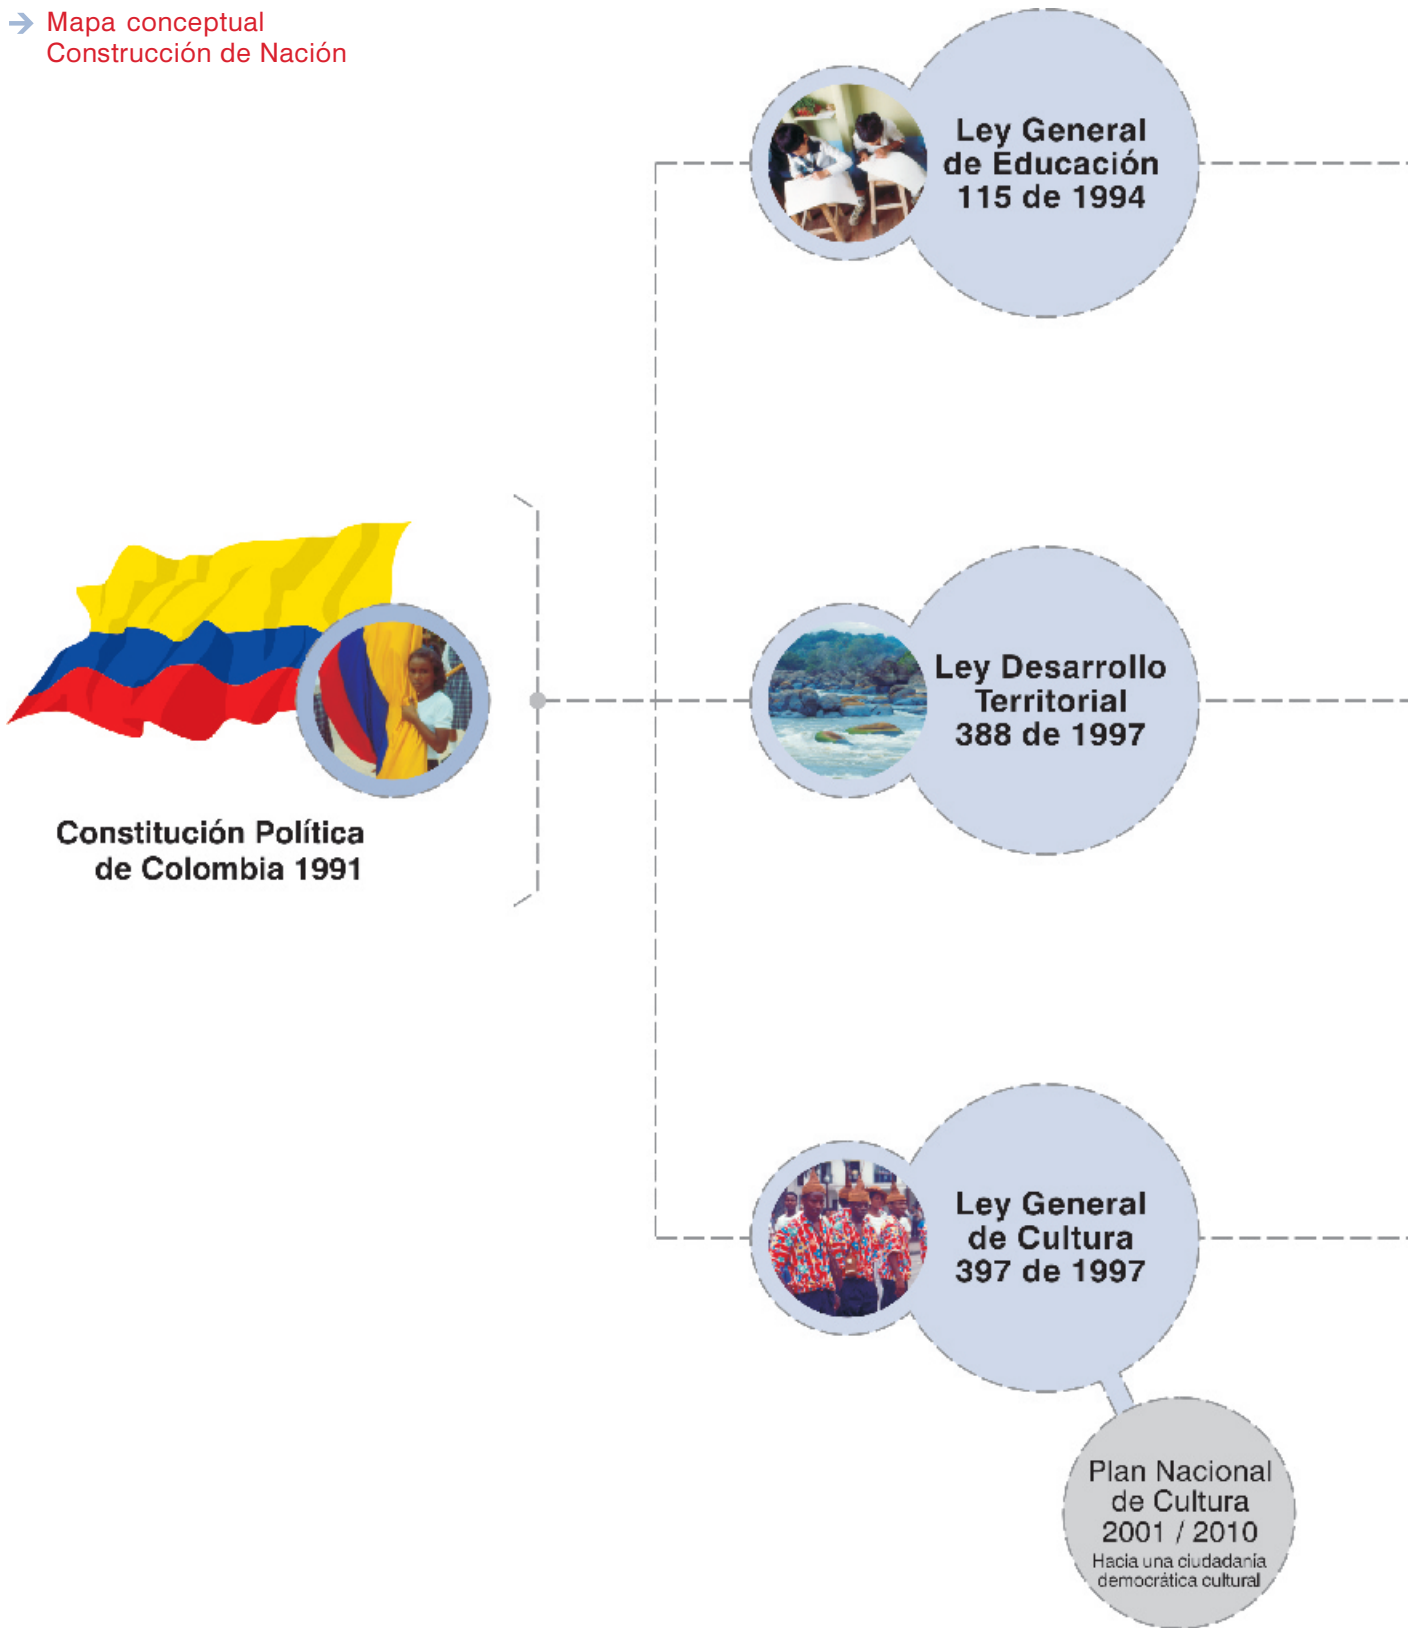 Mapa conceptual
Construcción de Nación
Ley General
de Educación
115 de 1994
Ley Desarrollo
Territorial
388 de 1997
Constitución Política
de Colombia 1991
Ley General
de Cultura
397 de 1997
Plan Nacional
de Cultura
2001 / 2010
Hacia una ciudadanía
democrática cultural